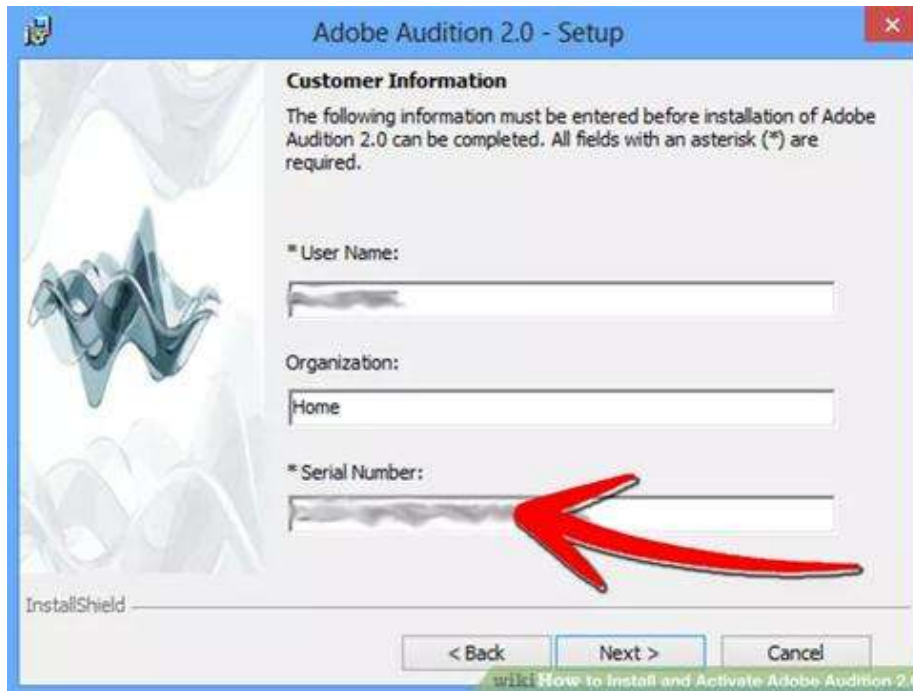 Adobe Audition 2.0 - Setup
Customer Information
The following information must be entered before installation of Adobe
Audition 2.0 can be completed. All fields with an asterisk (*) are
required.
* User Name:
Organization:
Home
* Serial Number:
InstallShield
< Back
Next >
Cancel
wikiHow to Install and Activate Adobe Audition 2.